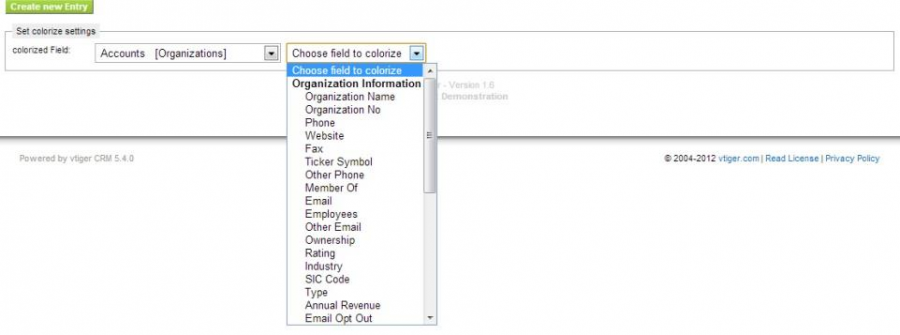 Create new Entry
Set colorize settings
colorized Field: Accounts [Organizations] Choose field to colorize
Choose field to colorize
Organization Information
Organization Name
Organization No
Phone
Website
Fax
Ticker Symbol
Other Phone
Member Of
Email
Employees
Other Email
Ownership
Rating
Industry
SIC Code
Type
Annual Revenue
Email Opt Out
- Version 1.6
Demonstration
Powered by vtiger CRM 5.4.0
© 2004-2012 vtiger.com | Read License | Privacy Policy